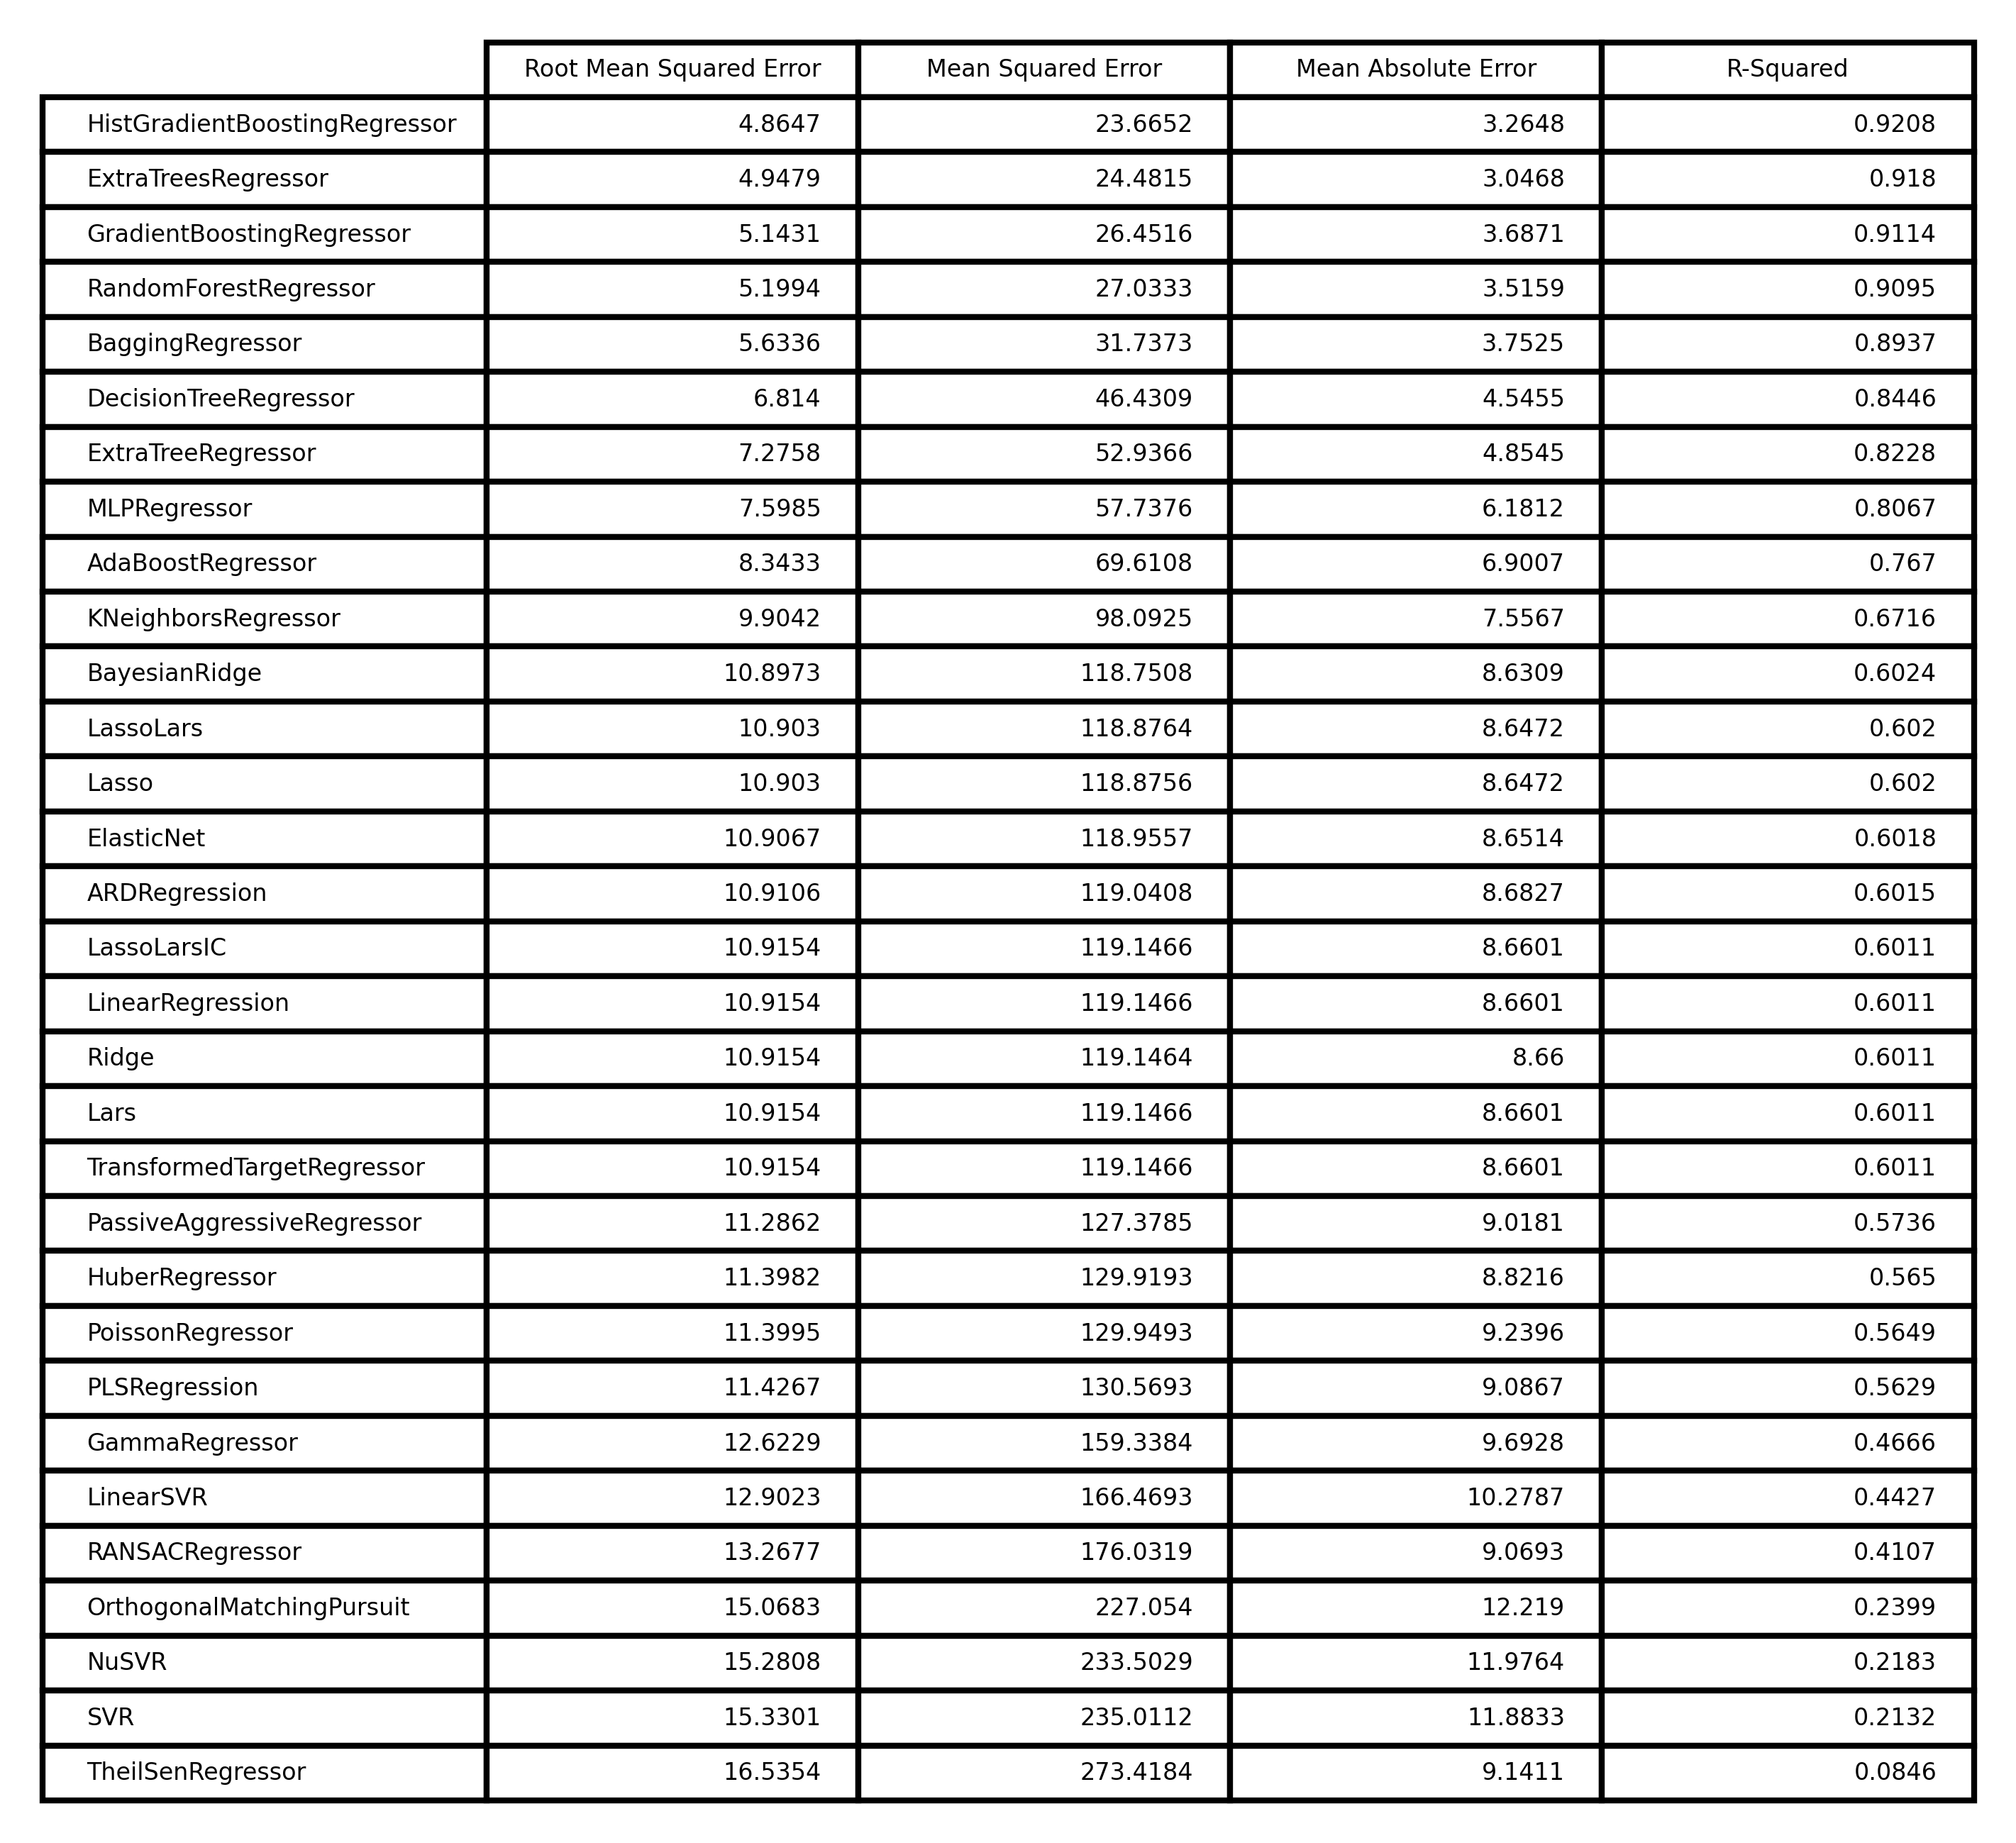 Root Mean Squared Error Mean Squared Error Mean Absolute Error R-Squared
HistGradientBoostingRegressor 4.8647 23.6652 3.2648 0.9208
ExtraTreesRegressor 4.9479 24.4815 3.0468 0.918
GradientBoostingRegressor 5.1431 26.4516 3.6871 0.9114
RandomForestRegressor 5.1994 27.0333 3.5159 0.9095
BaggingRegressor 5.6336 31.7373 3.7525 0.8937
DecisionTreeRegressor 6.814 46.4309 4.5455 0.8446
ExtraTreeRegressor 7.2758 52.9366 4.8545 0.8228
MLPRegressor 7.5985 57.7376 6.1812 0.8067
AdaBoostRegressor 8.3433 69.6108 6.9007 0.767
KNeighborsRegressor 9.9042 98.0925 7.5567 0.6716
BayesianRidge 10.8973 118.7508 8.6309 0.6024
LassoLars 10.903 118.8764 8.6472 0.602
Lasso 10.903 118.8756 8.6472 0.602
ElasticNet 10.9067 118.9557 8.6514 0.6018
ARDRegression 10.9106 119.0408 8.6827 0.6015
LassoLarsIC 10.9154 119.1466 8.6601 0.6011
LinearRegression 10.9154 119.1466 8.6601 0.6011
Ridge 10.9154 119.1464 8.66 0.6011
Lars 10.9154 119.1466 8.6601 0.6011
TransformedTargetRegressor 10.9154 119.1466 8.6601 0.6011
PassiveAggressiveRegressor 11.2862 127.3785 9.0181 0.5736
HuberRegressor 11.3982 129.9193 8.8216 0.565
PoissonRegressor 11.3995 129.9493 9.2396 0.5649
PLSRegression 11.4267 130.5693 9.0867 0.5629
GammaRegressor 12.6229 159.3384 9.6928 0.4666
LinearSVR 12.9023 166.4693 10.2787 0.4427
RANSACRegressor 13.2677 176.0319 9.0693 0.4107
OrthogonalMatchingPursuit 15.0683 227.054 12.219 0.2399
NuSVR 15.2808 233.5029 11.9764 0.2183
SVR 15.3301 235.0112 11.8833 0.2132
TheilSenRegressor 16.5354 273.4184 9.1411 0.0846